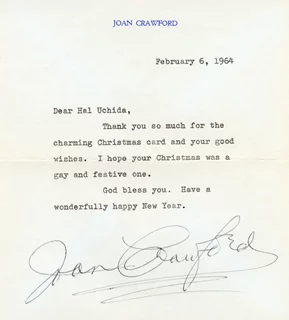 JOAN CRAWFORD
February 6, 1964
Dear Hal Uchida,
Thank you so much for the
charming Christmas card and your good
wishes. I hope your Christmas was a
gay and festive one.
God bless you. Have a
wonderfully happy New Year.
Joan Crawford